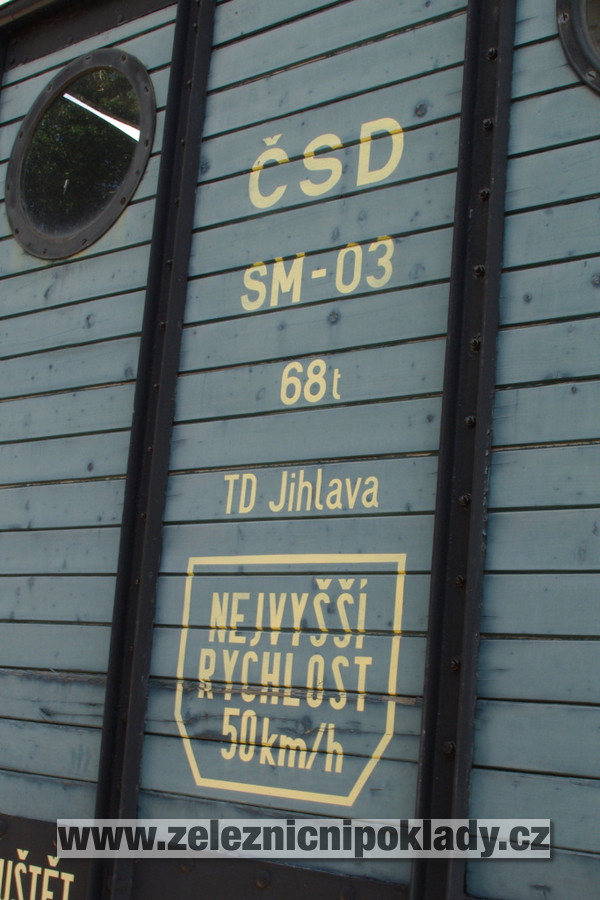 ČSD
SM-03
68t
TD Jihlava
NEJVYŠŠÍ
RYCHLOST
50km/h
www.zeleznicnipoklady.cz